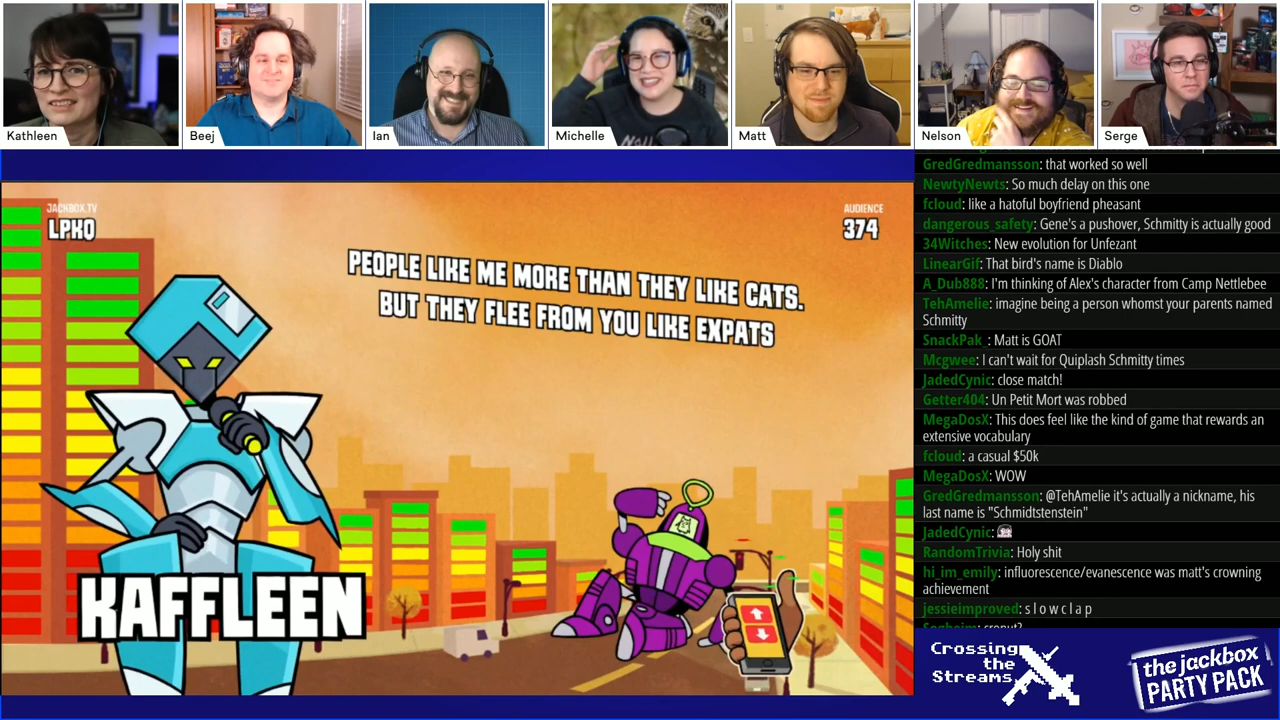 Kathleen
Beej
Ian
Michelle
Matt
Nelson
Serge
JACKBOX.TV
LPKO
AUDIENCE
374
PEOPLE LIKE ME MORE THAN THEY LIKE CATS.
BUT THEY FLEE FROM YOU LIKE EXPATS
KAFFLEEN
GredGredmansson: that worked so well
NewtyNewts: So much delay on this one
fcloud: like a hatoful boyfriend pheasant
dangerous_safety: Gene's a pushover, Schmitty is actually good
34Witches: New evolution for Unfezant
LinearGif: That bird's name is Diablo
A_Dub888: I'm thinking of Alex's character from Camp Nettlebee
TehAmelie: imagine being a person whomst your parents named
Schmitty
SnackPak_: Matt is GOAT
Mcgwee: I can't wait for Quiplash Schmitty times
JadedCynic: close match!
Getter404: Un Petit Mort was robbed
MegaDosX: This does feel like the kind of game that rewards an
extensive vocabulary
fcloud: a casual $50k
MegaDosX: WOW
GredGredmansson: @TehAmelie it's actually a nickname, his
last name is "Schmidtstenstein"
JadedCynic:
RandomTrivia: Holy shit
hi_im_emily: influorescence/evanescence was matt's crowning
achievement
jessieimproved: s l o w c l a p
Crossing
the
Streams
the jackbox
PARTY PACK